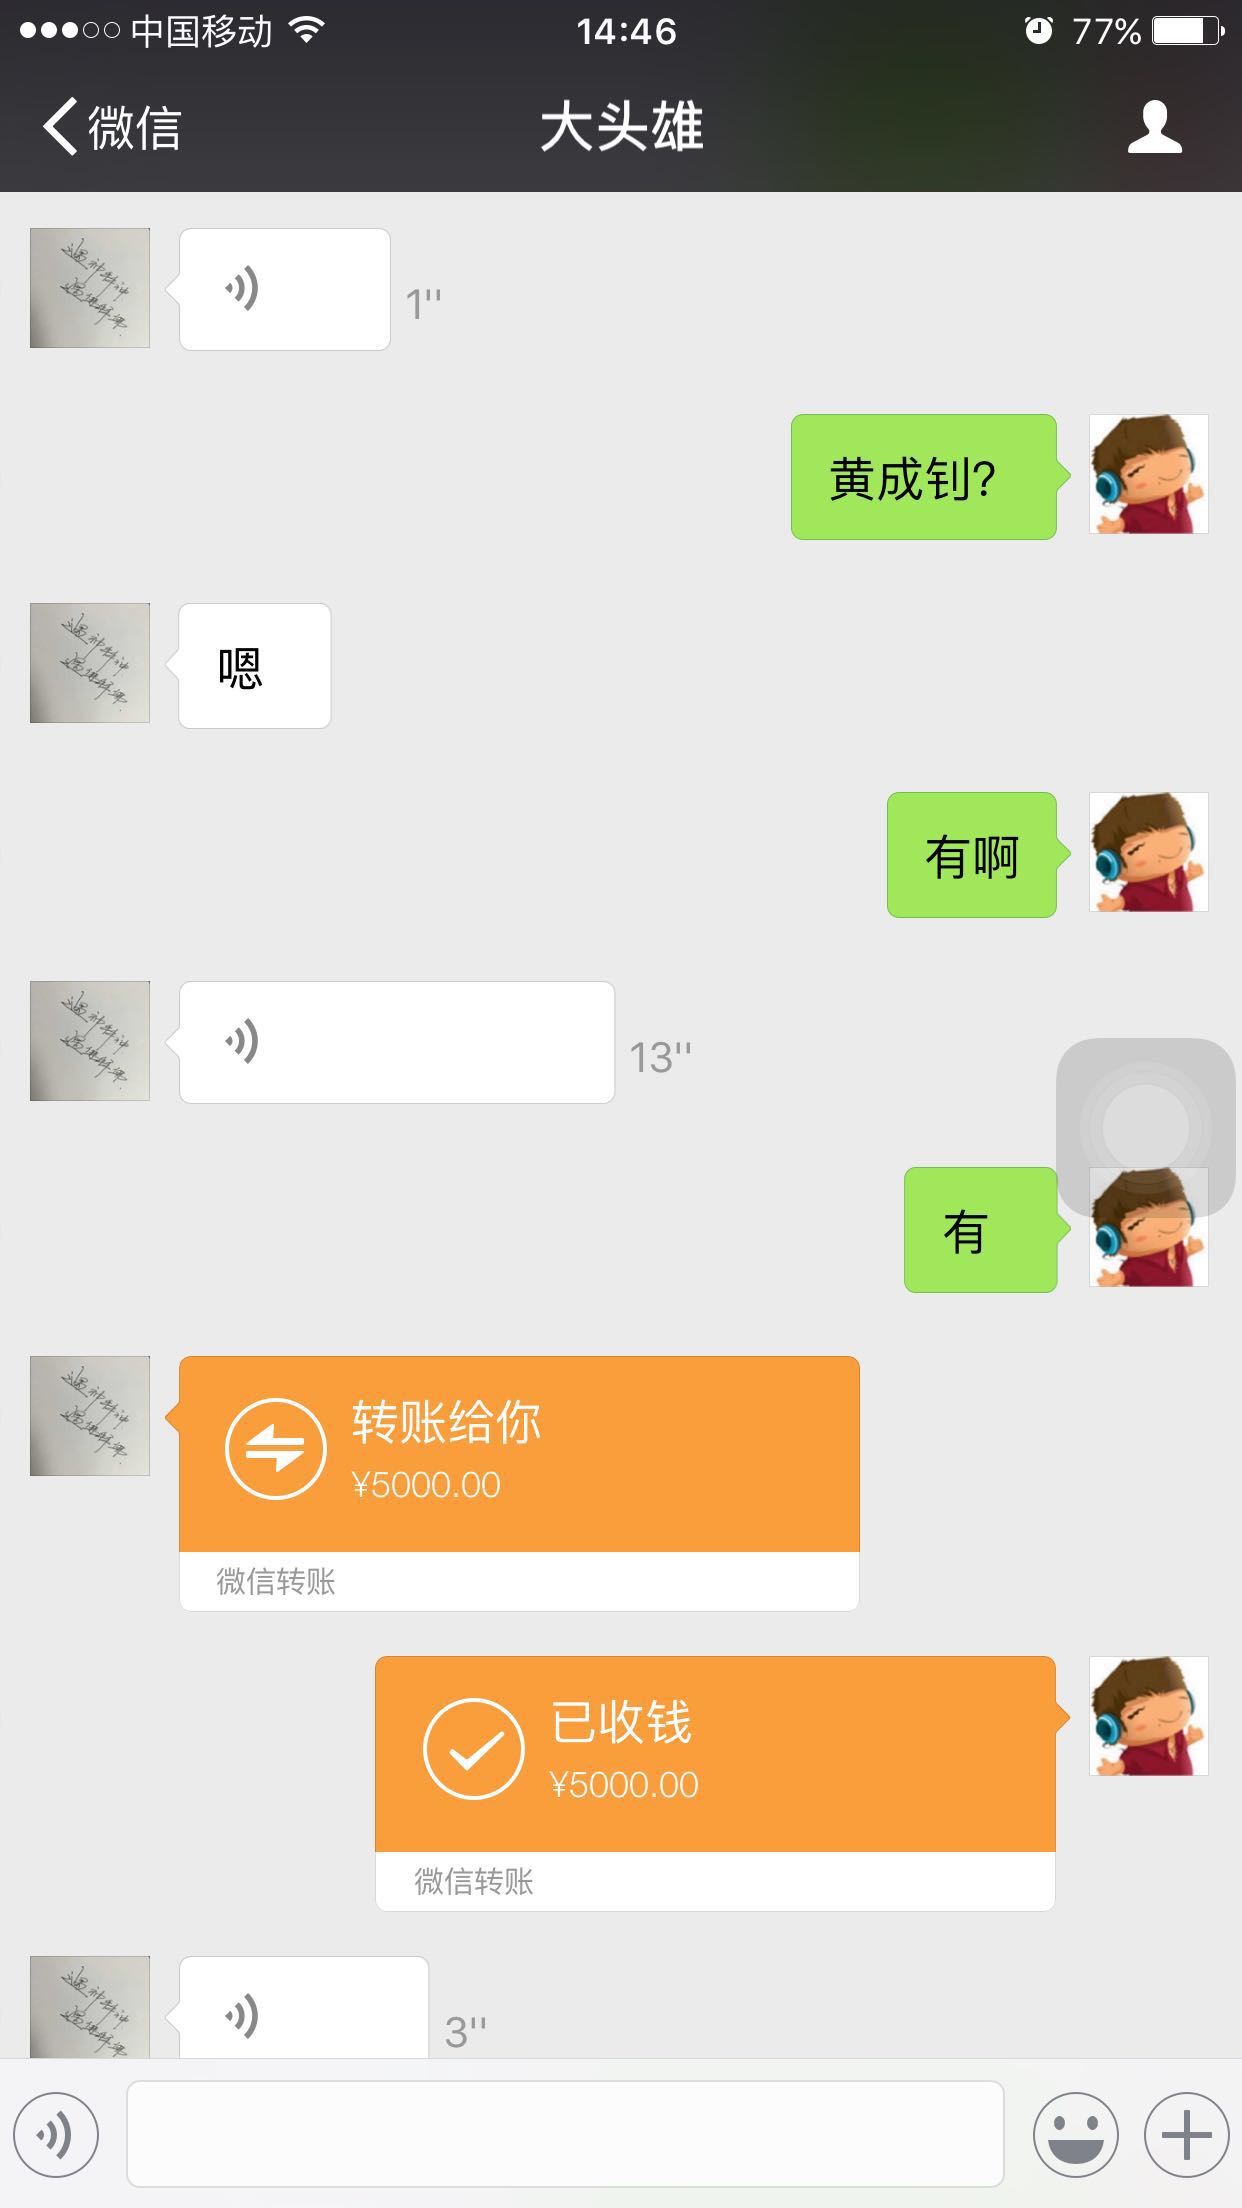 中国移动 14:46 77%
微信 大头雄
1''
黄成钊?
嗯
有啊
13''
有
转账给你
¥5000.00
微信转账
已收钱
¥5000.00
微信转账
3''